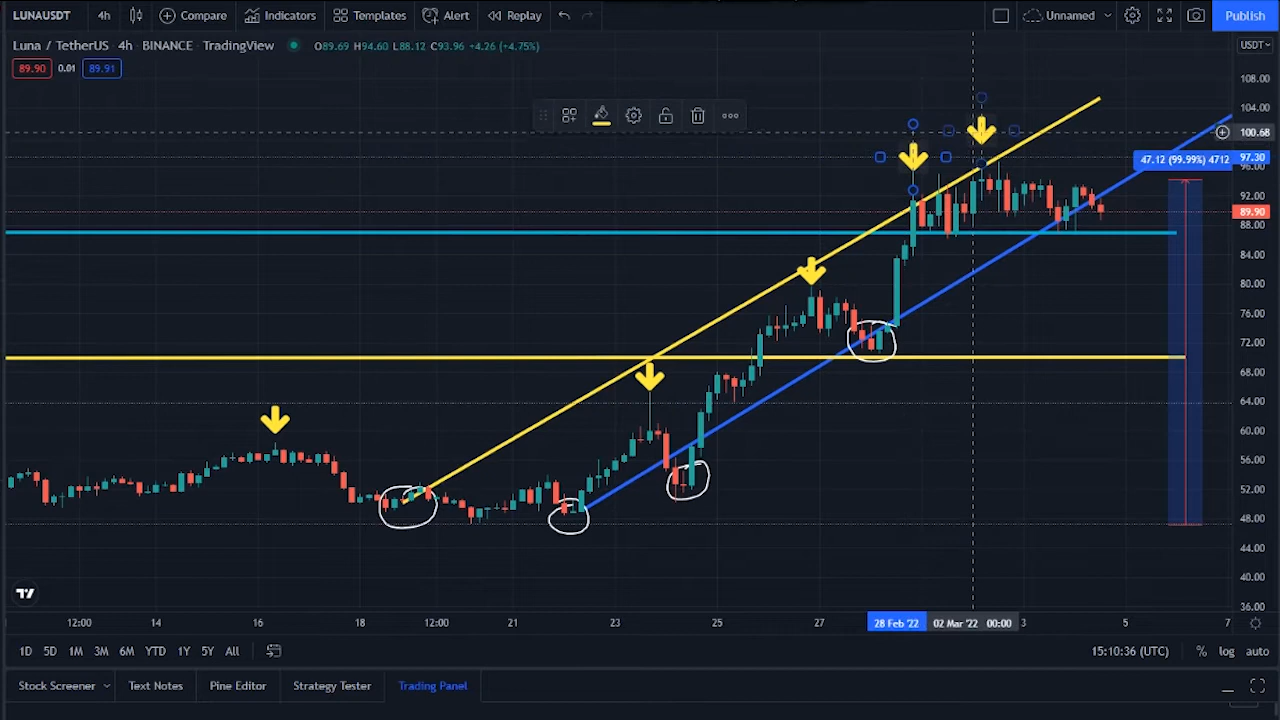 LUNAUSDT 4h Compare Indicators Templates Alert Replay Unnamed Publish
Luna / TetherUS · 4h · BINANCE · TradingView O89.69 H94.60 L88.12 C93.96 +4.26 (+4.75%) USDT
89.90 0.01 89.91
108.00
104.00
100.68
47.12 (99.99%) 4712 97.30
96.00
92.00
89.90
88.00
84.00
80.00
76.00
72.00
68.00
64.00
60.00
56.00
52.00
48.00
44.00
40.00
36.00
12:00 14 16 18 12:00 21 23 25 27 28 Feb '22 02 Mar '22 00:00 3 5 7
1D 5D 1M 3M 6M YTD 1Y 5Y All 15:10:36 (UTC) % log auto
Stock Screener Text Notes Pine Editor Strategy Tester Trading Panel